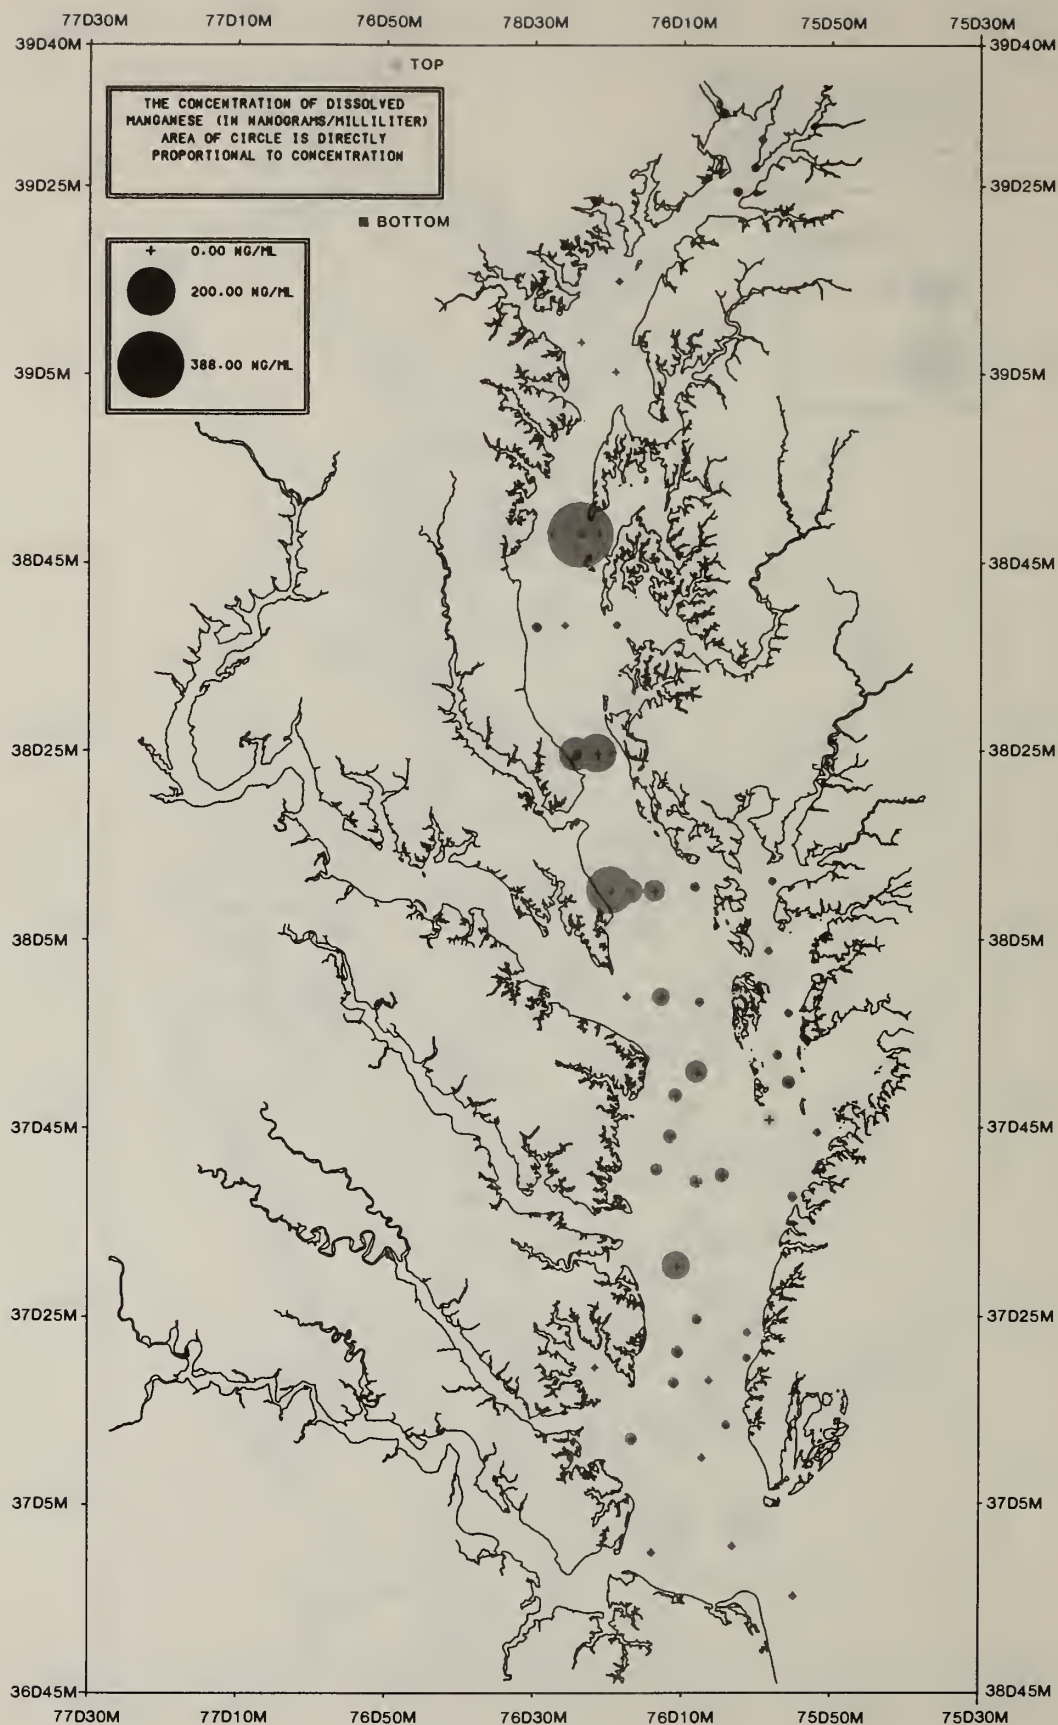 77D30M 77D10M 76D50M 78D30M 76D10M 75D50M 75D30M
39D40M 39D40M
TOP
THE CONCENTRATION OF DISSOLVED
MANGANESE (IN NANOGRAMS/MILLILITER)
AREA OF CIRCLE IS DIRECTLY
PROPORTIONAL TO CONCENTRATION
39D25M 39D25M
BOTTOM
+ 0.00 NG/ML
200.00 NG/ML
388.00 NG/ML
39D5M 39D5M
38D45M 38D45M
38D25M 38D25M
38D5M 38D5M
37D45M 37D45M
37D25M 37D25M
37D5M 37D5M
36D45M 38D45M
77D30M 77D10M 76D50M 76D30M 76D10M 75D50M 75D30M